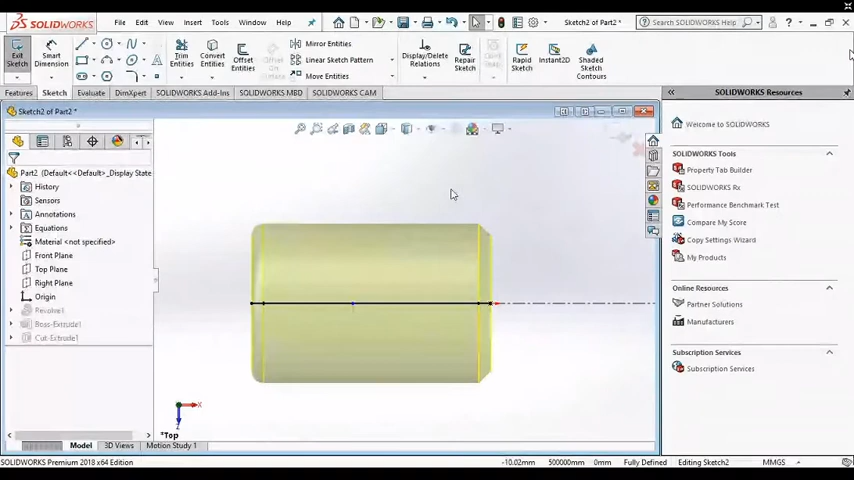 SOLIDWORKS
File Edit View Insert Tools Window Help
Sketch2 of Part2 *
Search SOLIDWORKS Help
Exit Sketch
Smart Dimension
Trim Entities
Convert Entities
Offset Entities
Mirror Entities
Linear Sketch Pattern
Move Entities
Display/Delete Relations
Repair Sketch
Rapid Sketch
Instant2D
Shaded Sketch Contours
Features Sketch Evaluate DimXpert SOLIDWORKS Add-Ins SOLIDWORKS MBD SOLIDWORKS CAM
Sketch2 of Part2 *
Part2 (Default<<Default>_Display State
History
Sensors
Annotations
Equations
Material <not specified>
Front Plane
Top Plane
Right Plane
Origin
Revolve1
Boss-Extrude1
Cut-Extrude1
X
*Top
Model 3D Views Motion Study 1
SOLIDWORKS Resources
Welcome to SOLIDWORKS
SOLIDWORKS Tools
Property Tab Builder
SOLIDWORKS Rx
Performance Benchmark Test
Compare My Score
Copy Settings Wizard
My Products
Online Resources
Partner Solutions
Manufacturers
Subscription Services
Subscription Services
SOLIDWORKS Premium 2018 x64 Edition
-10.02mm 500000mm 0mm Fully Defined Editing Sketch2 MMGS